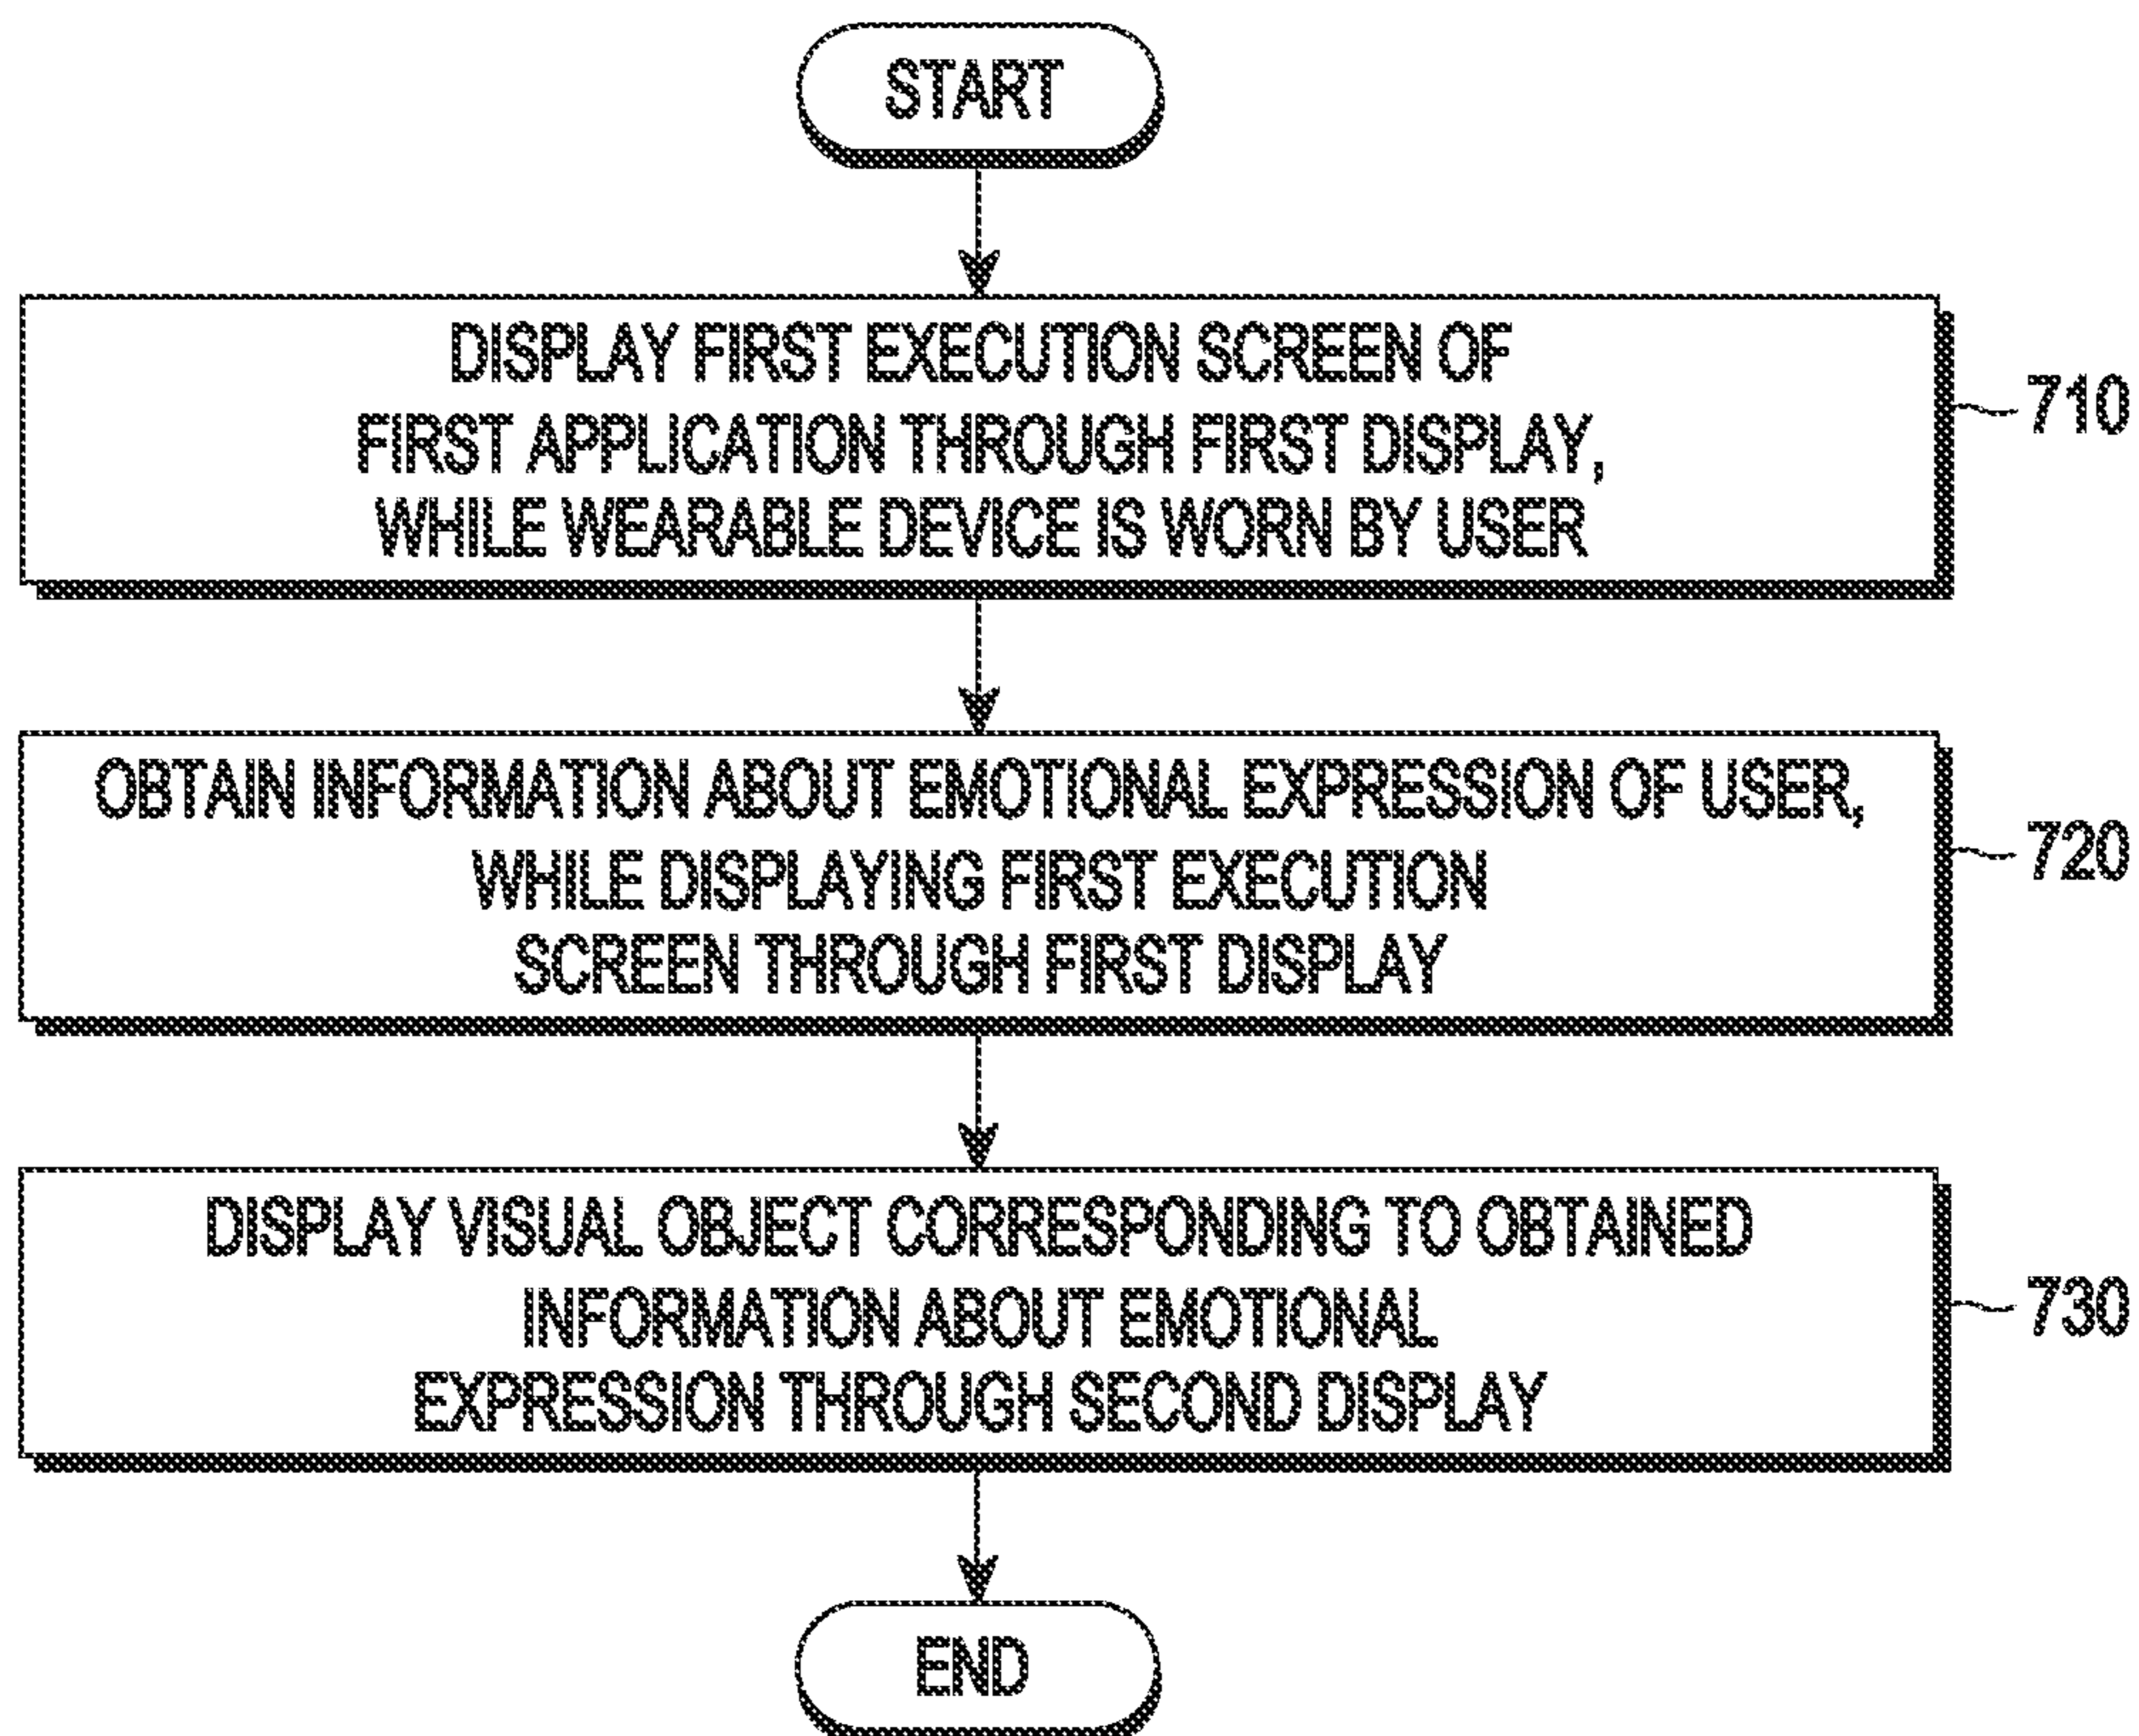 START
DISPLAY FIRST EXECUTION SCREEN OF
FIRST APPLICATION THROUGH FIRST DISPLAY,
WHILE WEARABLE DEVICE IS WORN BY USER
710
OBTAIN INFORMATION ABOUT EMOTIONAL EXPRESSION OF USER,
WHILE DISPLAYING FIRST EXECUTION
SCREEN THROUGH FIRST DISPLAY
720
DISPLAY VISUAL OBJECT CORRESPONDING TO OBTAINED
INFORMATION ABOUT EMOTIONAL
EXPRESSION THROUGH SECOND DISPLAY
730
END